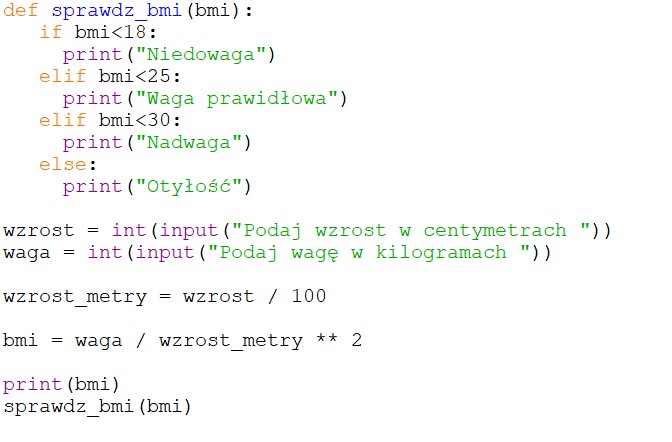 def sprawdz_bmi(bmi):
   if bmi<18:
     print("Niedowaga")
   elif bmi<25:
     print("Waga prawidłowa")
   elif bmi<30:
     print("Nadwaga")
   else:
     print("Otyłość")

wzrost = int(input("Podaj wzrost w centymetrach "))
waga = int(input("Podaj wagę w kilogramach "))

wzrost_metry = wzrost / 100

bmi = waga / wzrost_metry ** 2

print(bmi)
sprawdz_bmi(bmi)